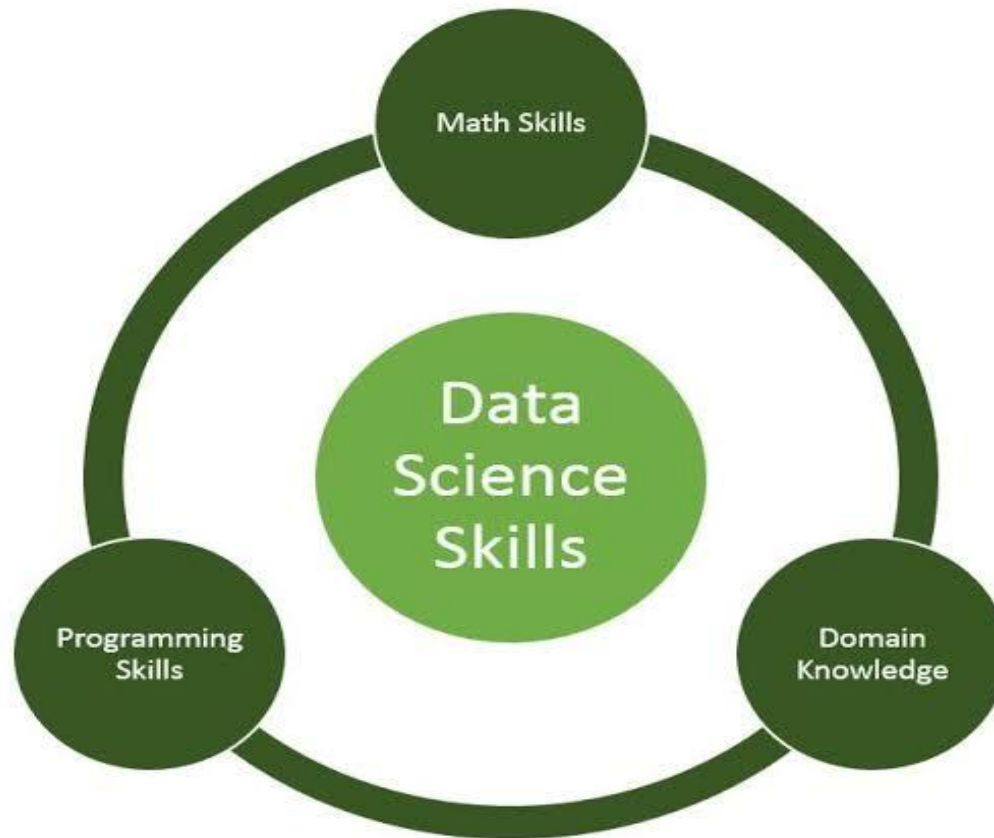 Math Skills
Data
Science
Skills
Programming
Skills
Domain
Knowledge